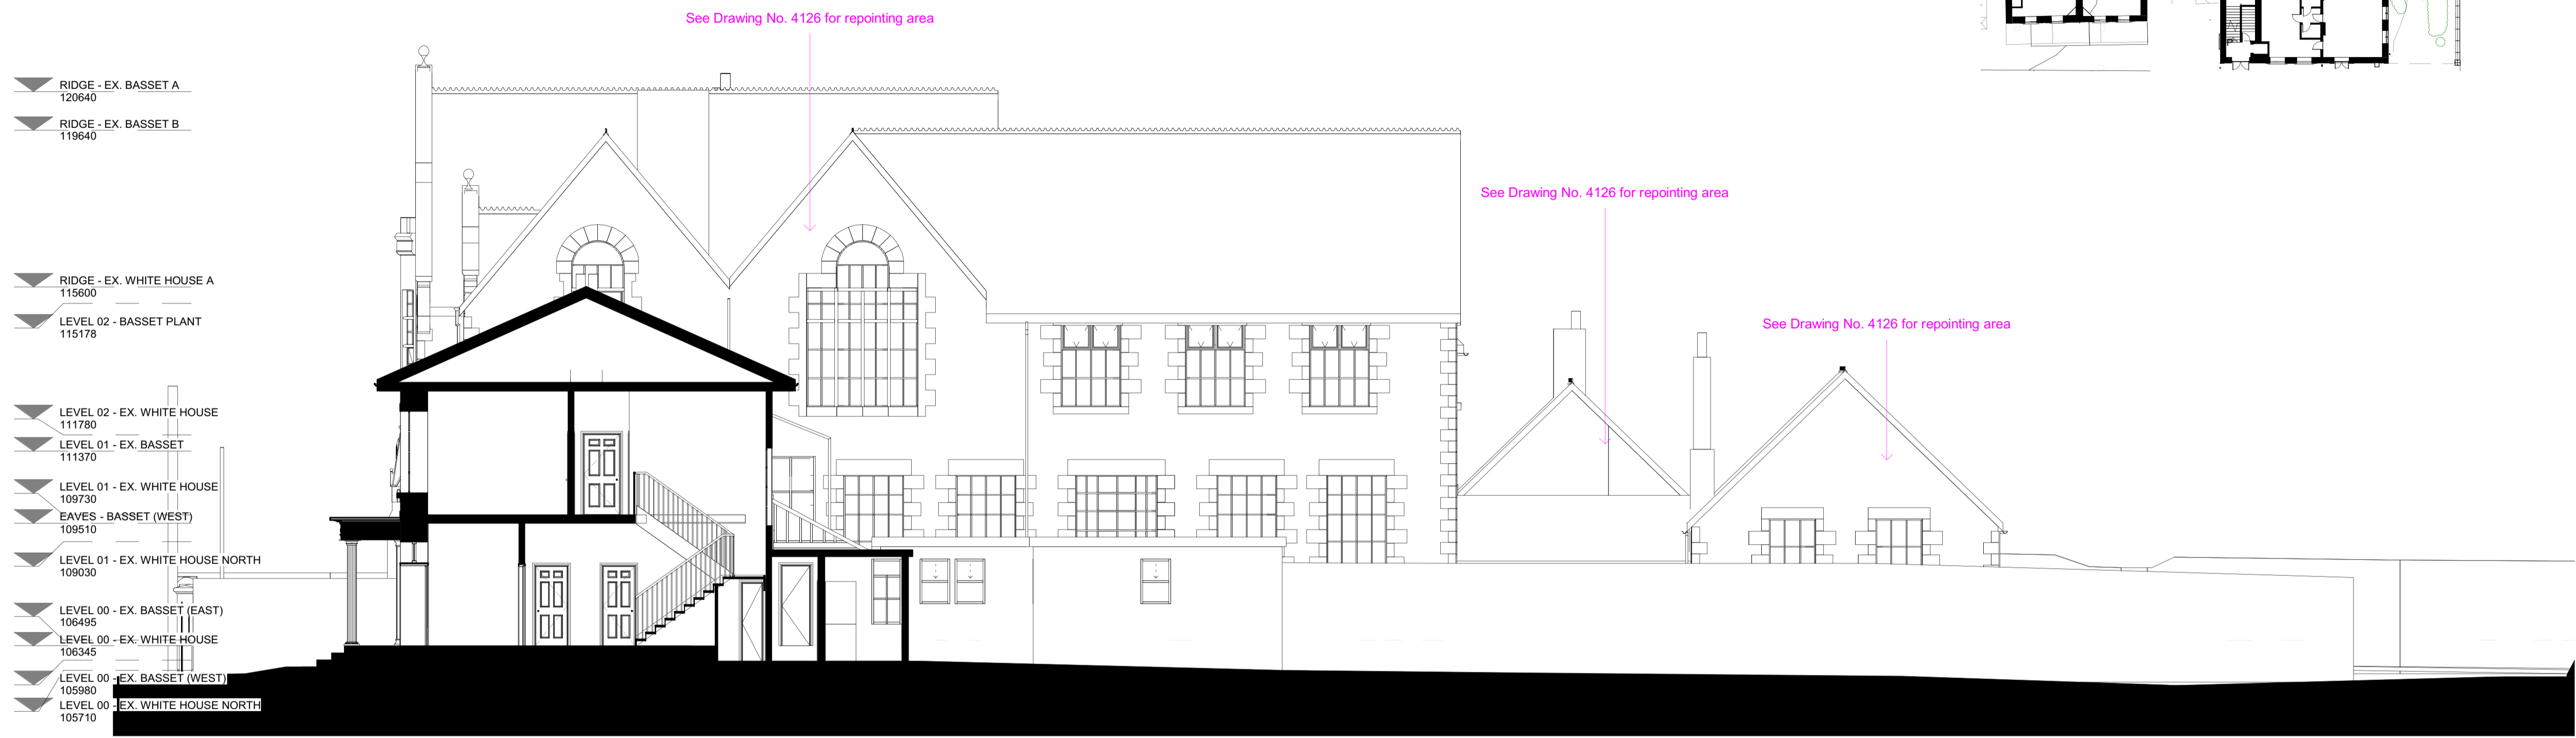 See Drawing No. 4126 for repointing area
RIDGE - EX. BASSET A
120640
RIDGE - EX. BASSET B
119640
See Drawing No. 4126 for repointing area
RIDGE - EX. WHITE HOUSE A
115600
LEVEL 02 - BASSET PLANT
115178
See Drawing No. 4126 for repointing area
LEVEL 02 - EX. WHITE HOUSE
111780
LEVEL 01 - EX. BASSET
111370
LEVEL 01 - EX. WHITE HOUSE
109730
EAVES - BASSET (WEST)
109510
LEVEL 01 - EX. WHITE HOUSE NORTH
109030
LEVEL 00 - EX. BASSET (EAST)
106495
LEVEL 00 - EX. WHITE HOUSE
106345
LEVEL 00 - EX. BASSET (WEST)
105980
LEVEL 00 - EX. WHITE HOUSE NORTH
105710